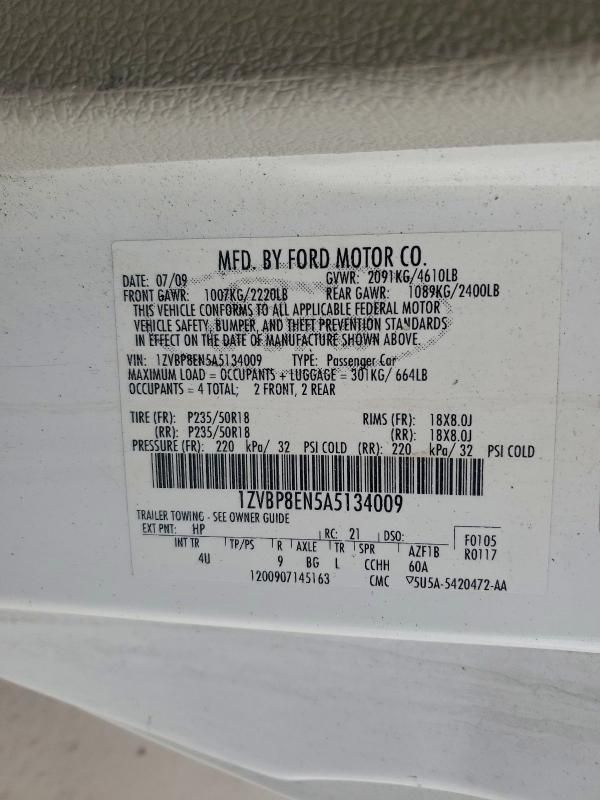 MFD. BY FORD MOTOR CO.
DATE: 07/09 GVWR: 2091KG/4610LB
FRONT GAWR: 1007KG/2220LB REAR GAWR: 1089KG/2400LB
THIS VEHICLE CONFORMS TO ALL APPLICABLE FEDERAL MOTOR
VEHICLE SAFETY, BUMPER, AND THEFT PREVENTION STANDARDS
IN EFFECT ON THE DATE OF MANUFACTURE SHOWN ABOVE.
VIN: 1ZVBP8EN5A5134009 TYPE: Passenger Car
MAXIMUM LOAD = OCCUPANTS + LUGGAGE = 301KG/ 664LB
OCCUPANTS = 4 TOTAL; 2 FRONT, 2 REAR
TIRE (FR): P235/50R18 RIMS (FR): 18X8.0J
(RR): P235/50R18 (RR): 18X8.0J
PRESSURE (FR): 220 kPa/ 32 PSI COLD (RR): 220 kPa/ 32 PSI COLD
1ZVBP8EN5A5134009
TRAILER TOWING - SEE OWNER GUIDE
EXT PNT: HP RC: 21 DSO: F0105
INT TR TP/PS R AXLE TR SPR AZF1B R0117
4U 9 BG L CCHH 60A
1200907145163 CMC ▽5U5A-5420472-AA